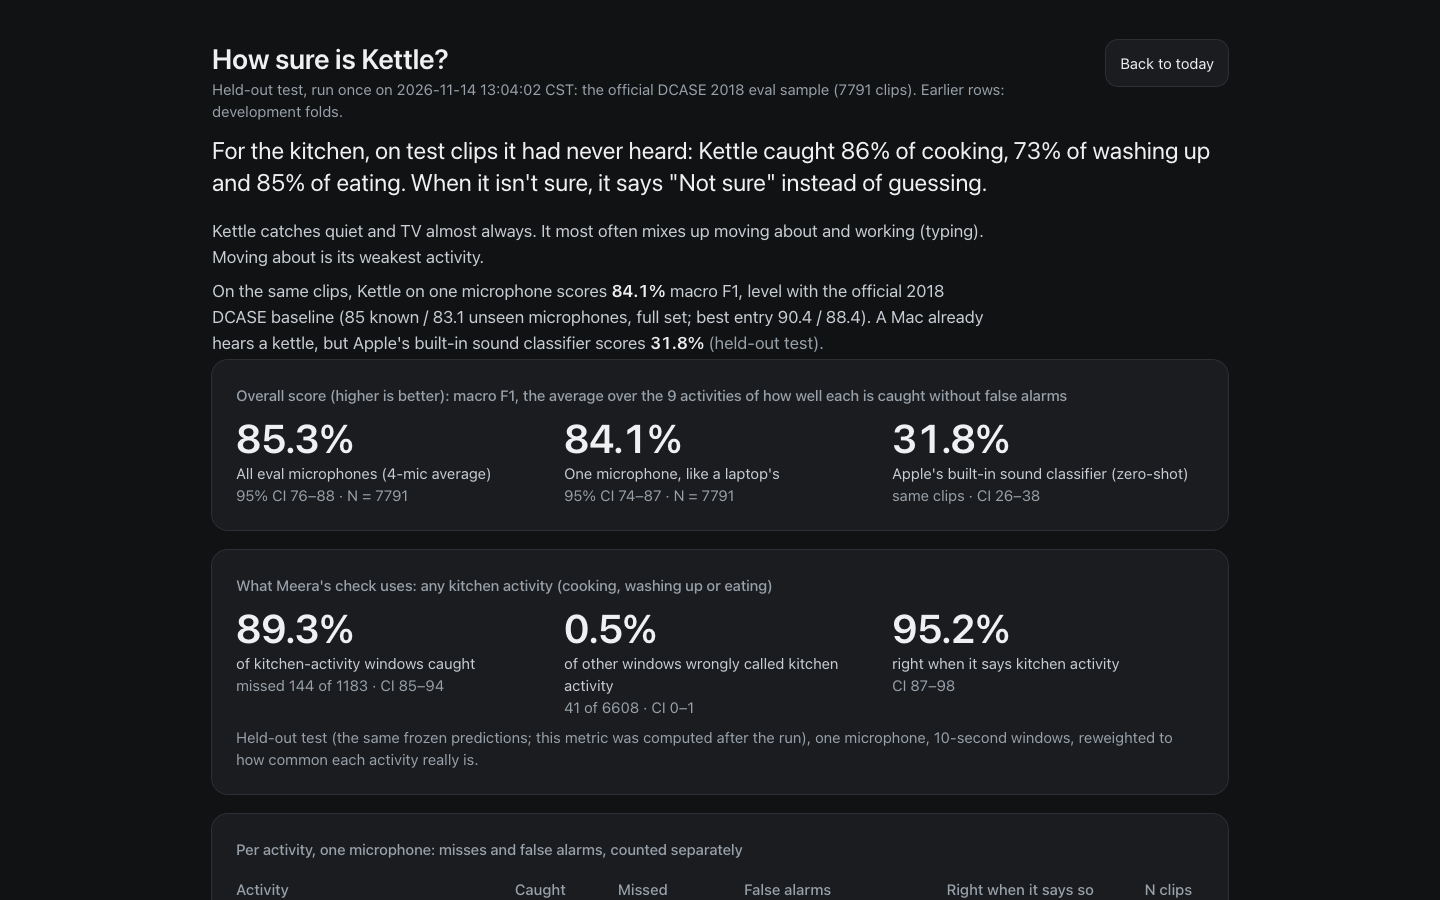 How sure is Kettle?
Back to today
Held-out test, run once on 2026-11-14 13:04:02 CST: the official DCASE 2018 eval sample (7791 clips). Earlier rows:
development folds.
For the kitchen, on test clips it had never heard: Kettle caught 86% of cooking, 73% of washing up
and 85% of eating. When it isn't sure, it says "Not sure" instead of guessing.
Kettle catches quiet and TV almost always. It most often mixes up moving about and working (typing).
Moving about is its weakest activity.
On the same clips, Kettle on one microphone scores 84.1% macro F1, level with the official 2018
DCASE baseline (85 known / 83.1 unseen microphones, full set; best entry 90.4 / 88.4). A Mac already
hears a kettle, but Apple's built-in sound classifier scores 31.8% (held-out test).
Overall score (higher is better): macro F1, the average over the 9 activities of how well each is caught without false alarms
85.3%
All eval microphones (4-mic average)
95% CI 76–88 · N = 7791
84.1%
One microphone, like a laptop's
95% CI 74–87 · N = 7791
31.8%
Apple's built-in sound classifier (zero-shot)
same clips · CI 26–38
What Meera's check uses: any kitchen activity (cooking, washing up or eating)
89.3%
of kitchen-activity windows caught
missed 144 of 1183 · CI 85–94
0.5%
of other windows wrongly called kitchen
activity
41 of 6608 · CI 0–1
95.2%
right when it says kitchen activity
CI 87–98
Held-out test (the same frozen predictions; this metric was computed after the run), one microphone, 10-second windows, reweighted to
how common each activity really is.
Per activity, one microphone: misses and false alarms, counted separately
Activity Caught Missed False alarms Right when it says so N clips